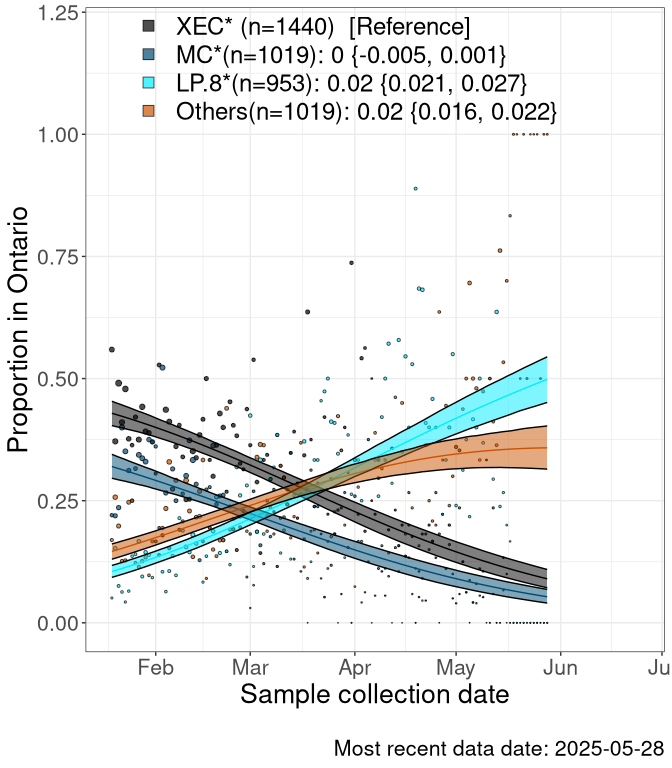 XEC* (n=1440)  [Reference]
MC*(n=1019): 0 {-0.005, 0.001}
LP.8*(n=953): 0.02 {0.021, 0.027}
Others(n=1019): 0.02 {0.016, 0.022}
1.25
1.00
0.75
0.50
0.25
0.00
Proportion in Ontario
Feb Mar Apr May Jun Ju
Sample collection date
Most recent data date: 2025-05-28